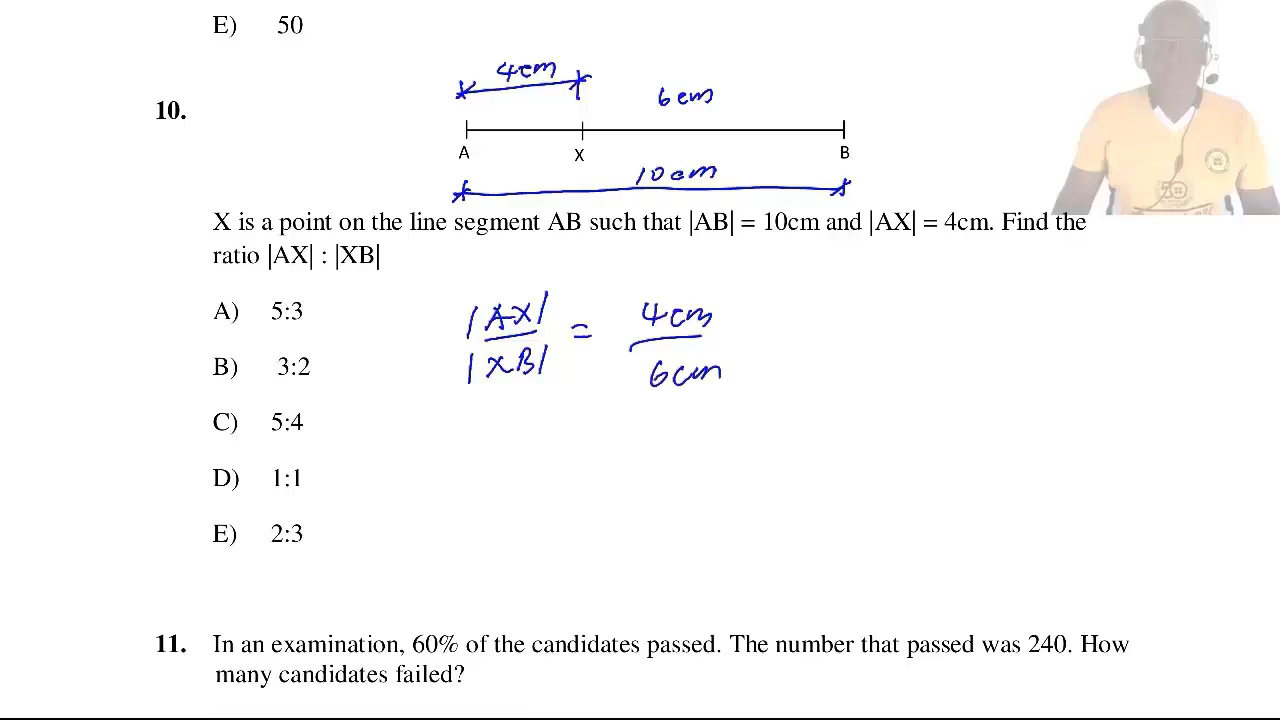 E) 50
4cm
6cm
10.
A X B
10cm
X is a point on the line segment AB such that |AB| = 10cm and |AX| = 4cm. Find the
ratio |AX| : |XB|
A) 5:3
|AX| = 4cm
|XB| 6cm
B) 3:2
C) 5:4
D) 1:1
E) 2:3
11. In an examination, 60% of the candidates passed. The number that passed was 240. How
many candidates failed?